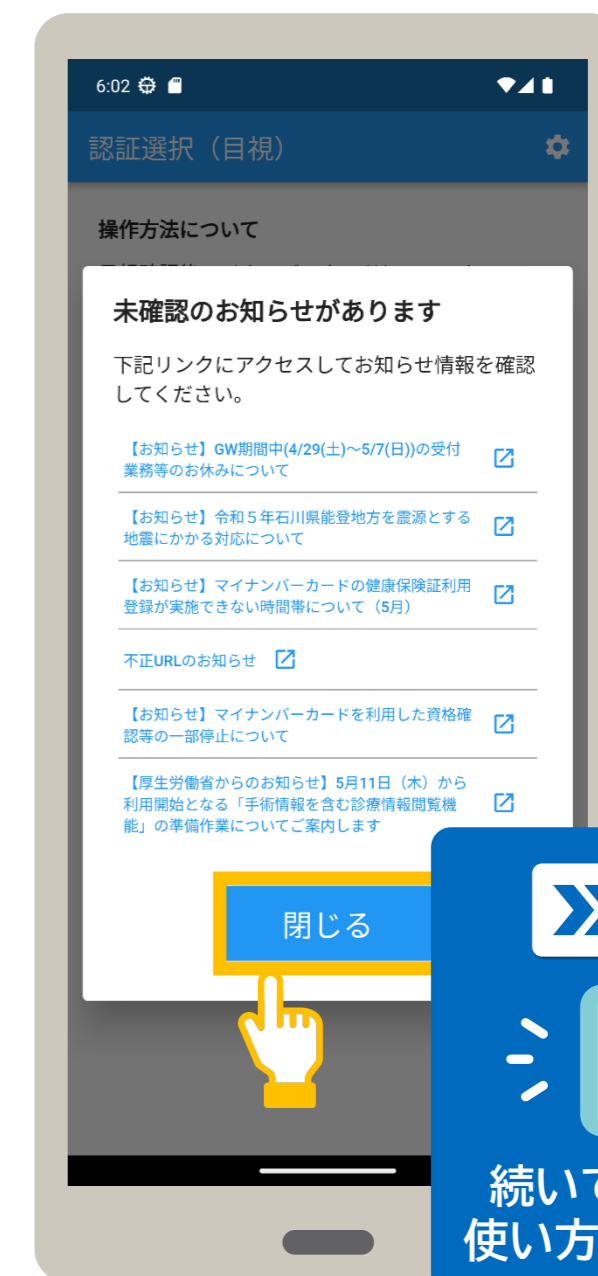 6:02
認証選択（目視）
操作方法について
未確認のお知らせがあります
下記リンクにアクセスしてお知らせ情報を確認
してください。
【お知らせ】GW期間中(4/29(土)～5/7(日))の受付
業務等のお休みについて
【お知らせ】令和５年石川県能登地方を震源とする
地震にかかる対応について
【お知らせ】マイナンバーカードの健康保険証利用
登録が実施できない時間帯について（5月）
不正URLのお知らせ
【お知らせ】マイナンバーカードを利用した資格確
認等の一部停止について
【厚生労働省からのお知らせ】5月11日（木）から
利用開始となる「手術情報を含む診療情報閲覧機
能」の準備作業についてご案内します
閉じる
続いて
使い方